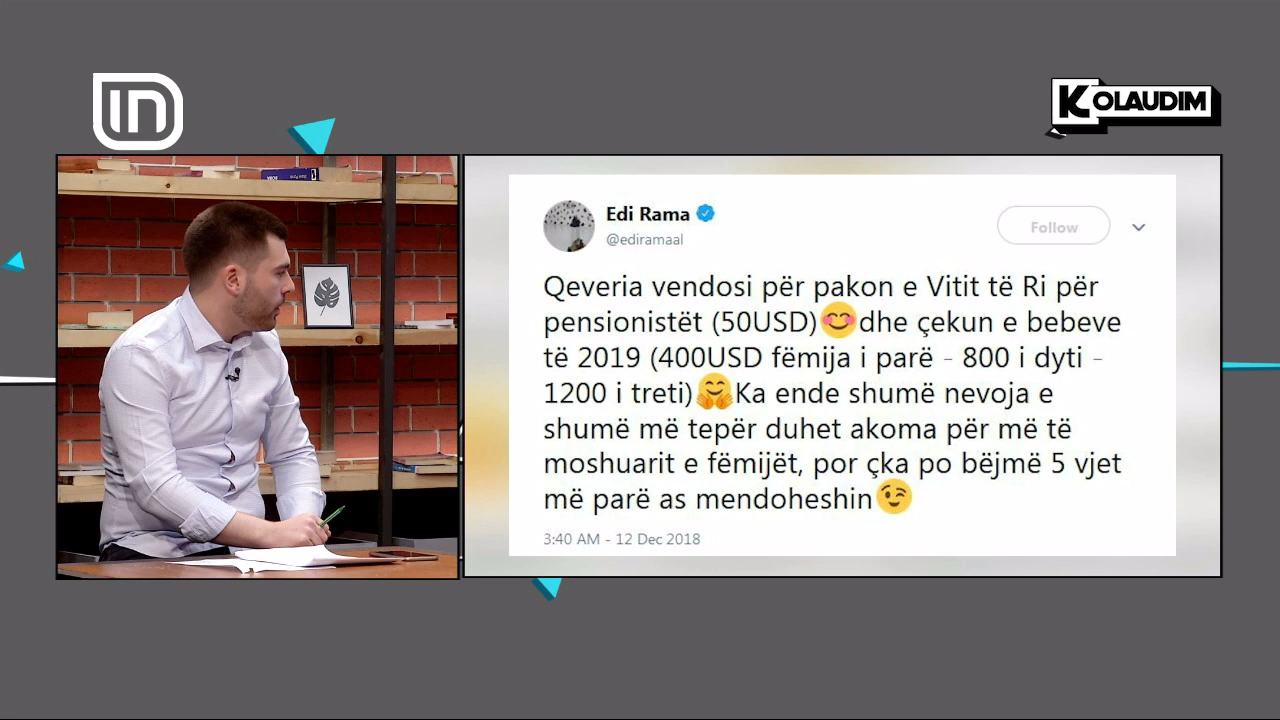 IN
KOLAUDIM
Edi Rama
@ediramaal
Follow
Qeveria vendosi për pakon e Vitit të Ri për
pensionistët (50USD)😊dhe çekun e bebeve
të 2019 (400USD fëmija i parë - 800 i dyti -
1200 i treti)🤗Ka ende shumë nevoja e
shumë më tepër duhet akoma për më të
moshuarit e fëmijët, por çka po bëjmë 5 vjet
më parë as mendoheshin😉
3:40 AM - 12 Dec 2018